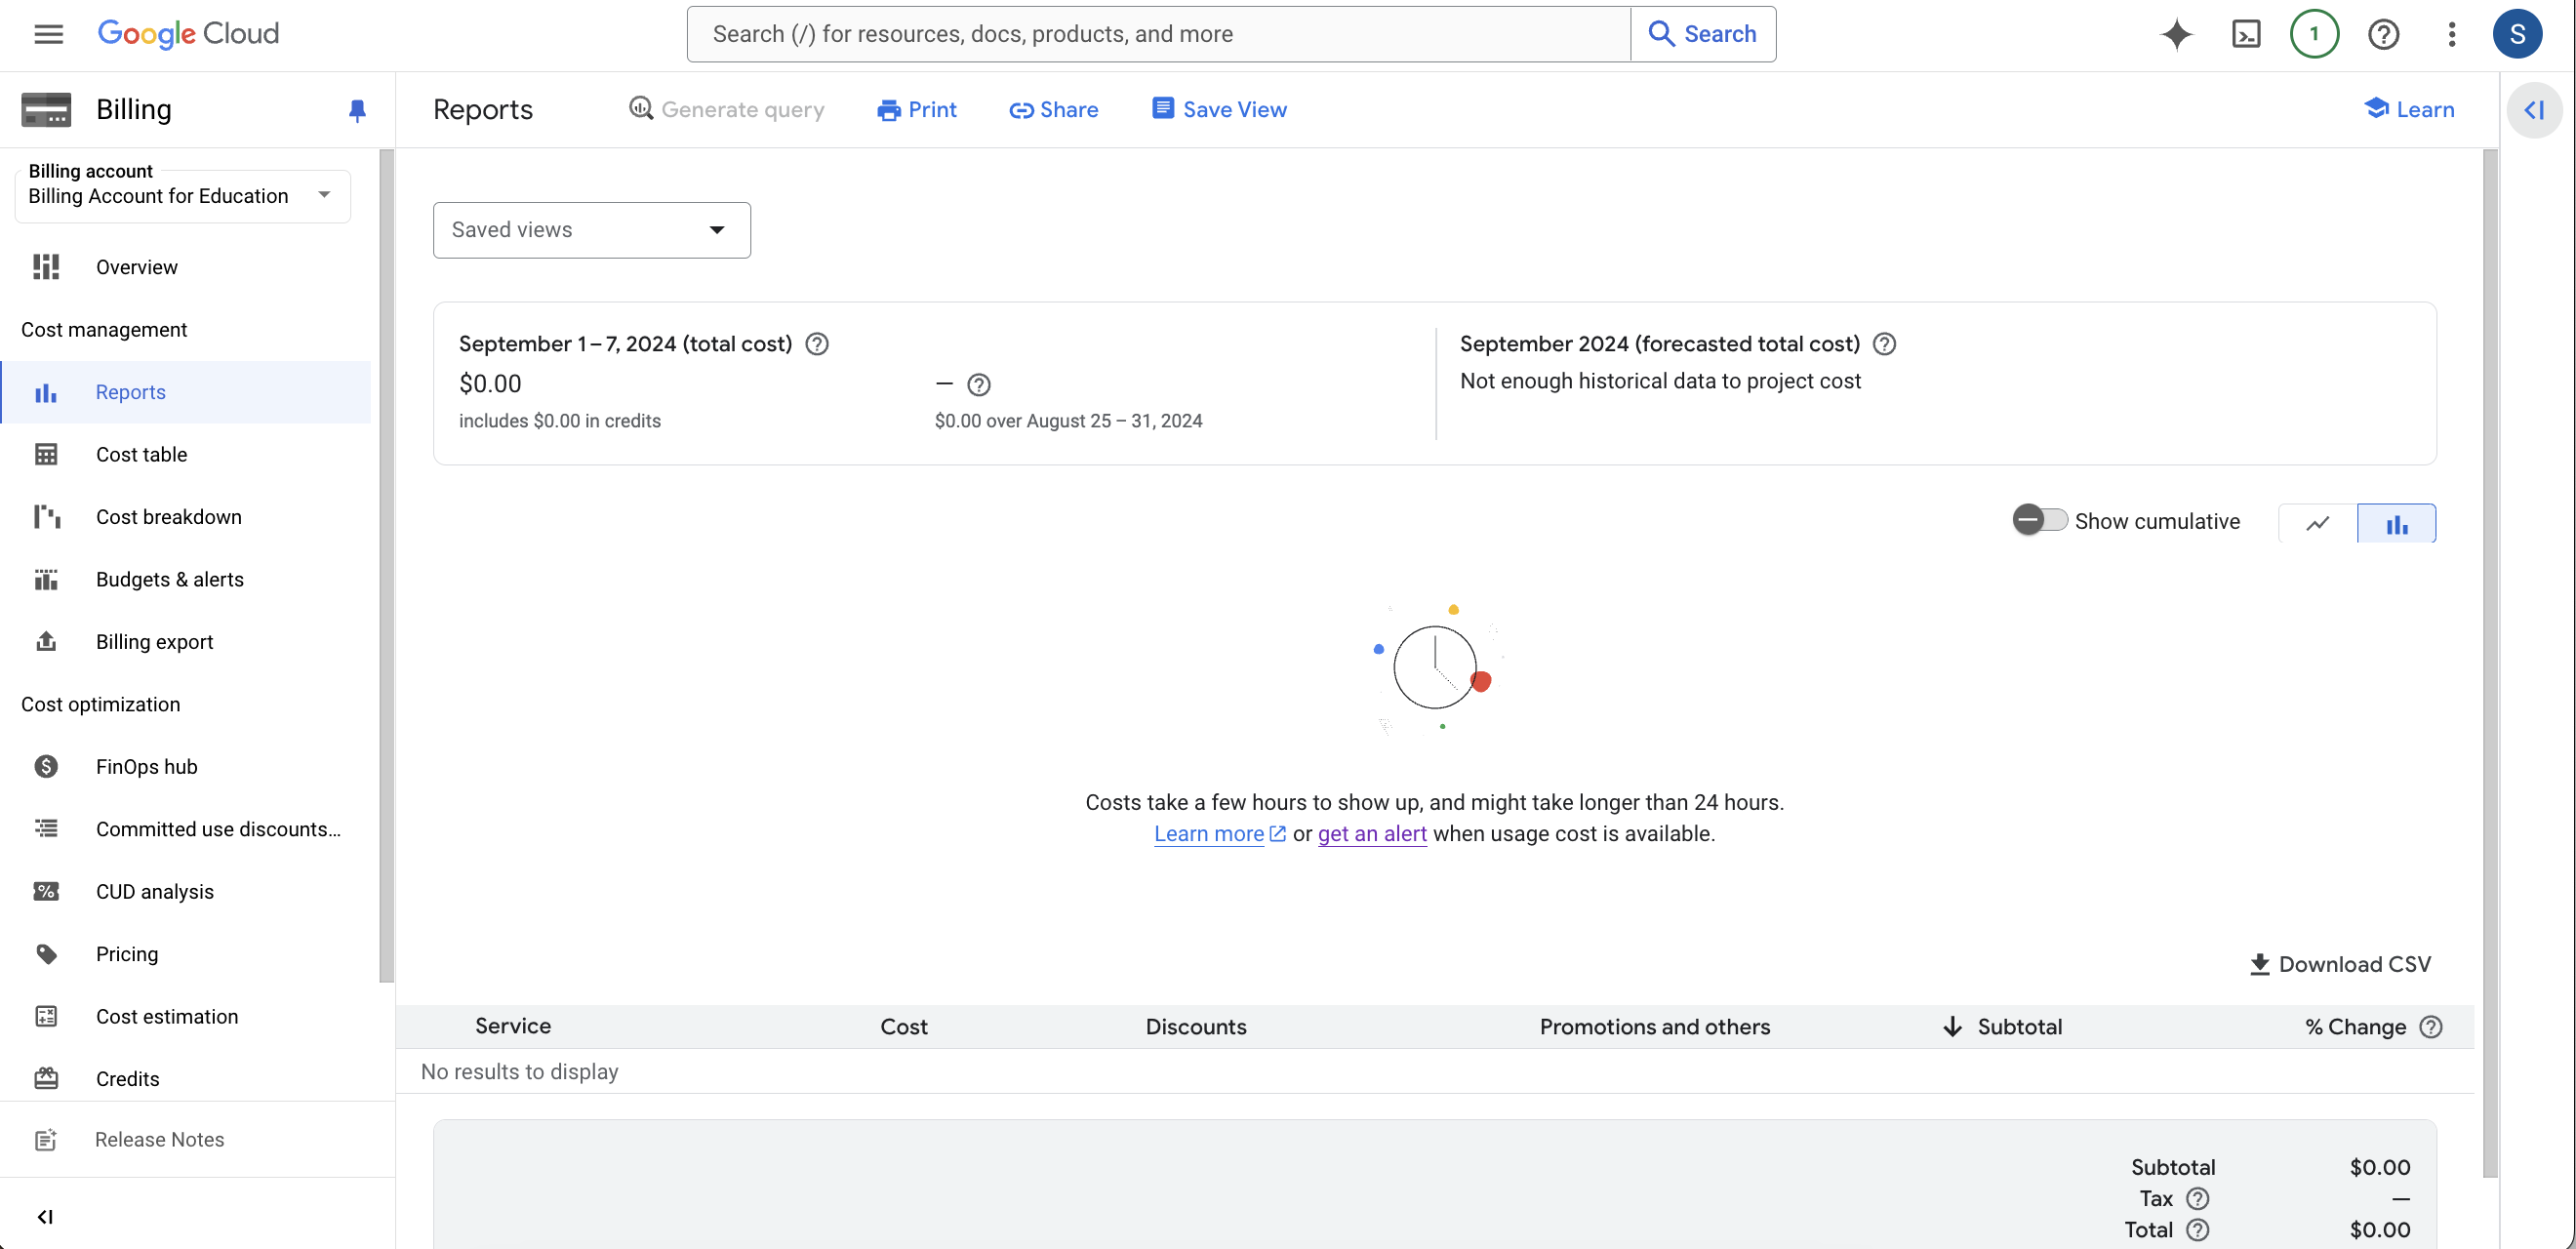 Google Cloud
Search (/) for resources, docs, products, and more
Search
1
S
Billing
Reports
Generate query
Print
Share
Save View
Learn
Billing account
Billing Account for Education
Overview
Cost management
Reports
Cost table
Cost breakdown
Budgets & alerts
Billing export
Cost optimization
FinOps hub
Committed use discounts...
CUD analysis
Pricing
Cost estimation
Credits
Release Notes
Saved views
September 1 – 7, 2024 (total cost)
$0.00
includes $0.00 in credits
—
$0.00 over August 25 – 31, 2024
September 2024 (forecasted total cost)
Not enough historical data to project cost
Show cumulative
Costs take a few hours to show up, and might take longer than 24 hours.
Learn more or get an alert when usage cost is available.
Download CSV
Service Cost Discounts Promotions and others Subtotal % Change
No results to display
Subtotal $0.00
Tax —
Total $0.00